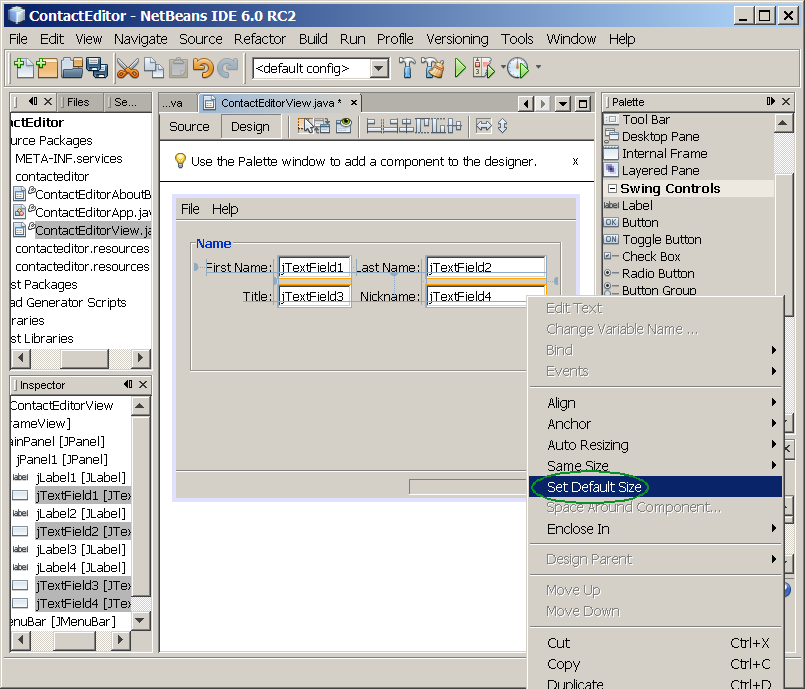 ContactEditor - NetBeans IDE 6.0 RC2
File Edit View Navigate Source Refactor Build Run Profile Versioning Tools Window Help
<default config>
Files
Se...
ntactEditor
urce Packages
META-INF.services
contacteditor
ContactEditorAboutB
ContactEditorApp.jav
ContactEditorView.ja
contacteditor.resources
contacteditor.resources
st Packages
ad Generator Scripts
raries
st Libraries
Inspector
ContactEditorView
rameView]
ainPanel [JPanel]
jPanel1 [JPanel]
label jLabel1 [JLabel]
jTextField1 [JTex
label jLabel2 [JLabel]
jTextField2 [JTex
label jLabel3 [JLabel]
label jLabel4 [JLabel]
jTextField3 [JTex
jTextField4 [JTex
enuBar [JMenuBar]
...va
ContactEditorView.java * x
Source Design
Use the Palette window to add a component to the designer. x
File Help
Name
First Name: jTextField1 Last Name: jTextField2
Title: jTextField3 Nickname: jTextField4
Palette
Tool Bar
Desktop Pane
Internal Frame
Layered Pane
Swing Controls
label Label
OK Button
ON Toggle Button
Check Box
Radio Button
Button Group
Edit Text
Change Variable Name ...
Bind
Events
Align
Anchor
Auto Resizing
Same Size
Set Default Size
Space Around Component...
Enclose In
Design Parent
Move Up
Move Down
Cut Ctrl+X
Copy Ctrl+C
Duplicate Ctrl+D